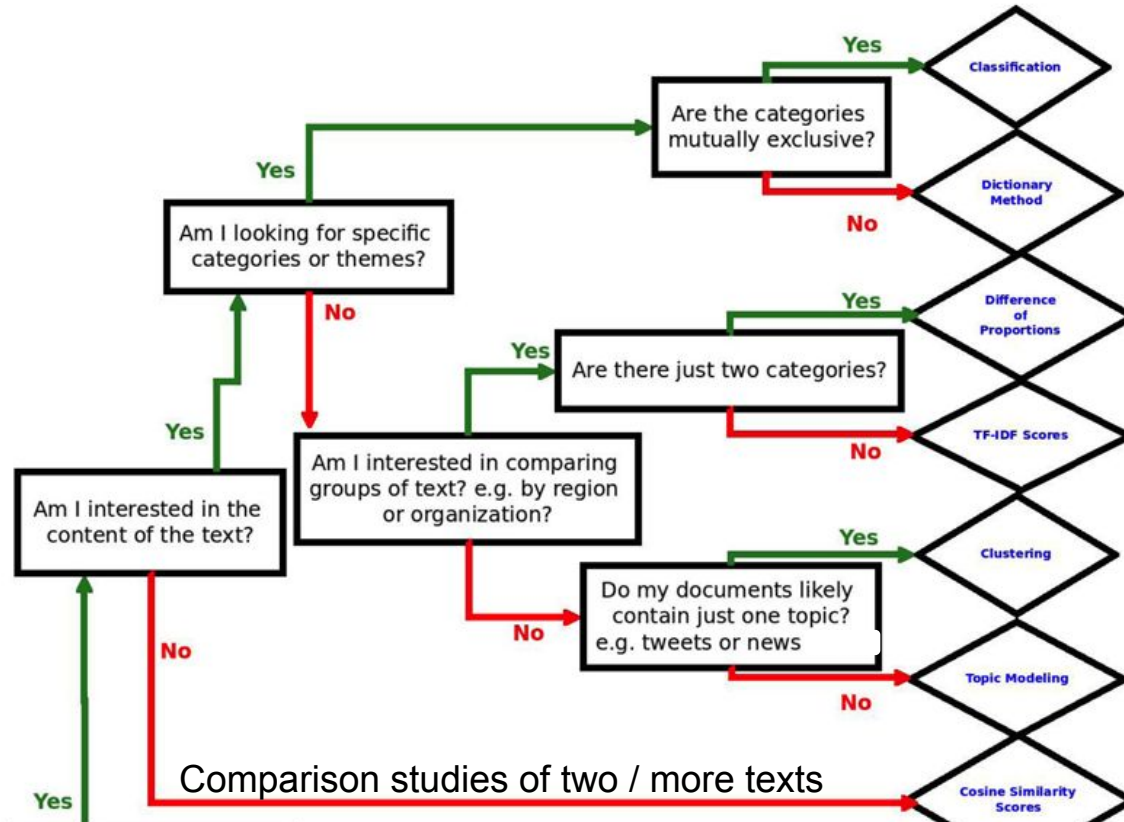 Yes
Classification
Are the categories
mutually exclusive?
Yes
Dictionary
Method
No
Am I looking for specific
categories or themes?
No
Yes
Difference
of
Proportions
Yes
Are there just two categories?
Yes
TF-IDF Scores
No
Am I interested in comparing
groups of text? e.g. by region
or organization?
Am I interested in the
content of the text?
Yes
Clustering
Do my documents likely
contain just one topic?
e.g. tweets or news
No
No
Topic Modeling
No
Comparison studies of two / more texts
Yes
Cosine Similarity
Scores